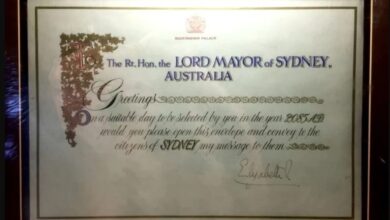 BUCKINGHAM PALACE
To: The Rt. Hon. the LORD MAYOR of SYDNEY,
AUSTRALIA
Greetings
On a suitable day to be selected by you in the year 2085 A.D
would you please open this envelope and convey to the
citizens of SYDNEY my message to them
Elizabeth R